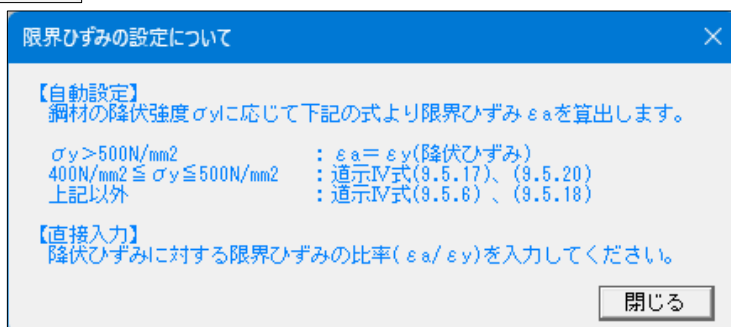 限界ひずみの設定について
【自動設定】
鋼材の降伏強度σyに応じて下記の式より限界ひずみεaを算出します。
σy＞500N/mm2 : εa＝εy(降伏ひずみ)
400N/mm2≦σy≦500N/mm2 : 道示Ⅳ式(9.5.17)、(9.5.20)
上記以外 : 道示Ⅳ式(9.5.6) 、(9.5.18)
【直接入力】
降伏ひずみに対する限界ひずみの比率(εa/εy)を入力してください。
閉じる